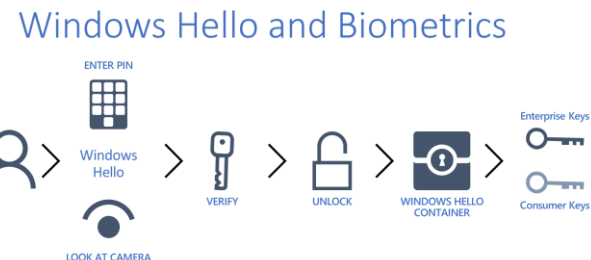 Windows Hello and Biometrics
ENTER PIN
Windows
Hello
LOOK AT CAMERA
VERIFY
UNLOCK
WINDOWS HELLO
CONTAINER
Enterprise Keys
Consumer Keys